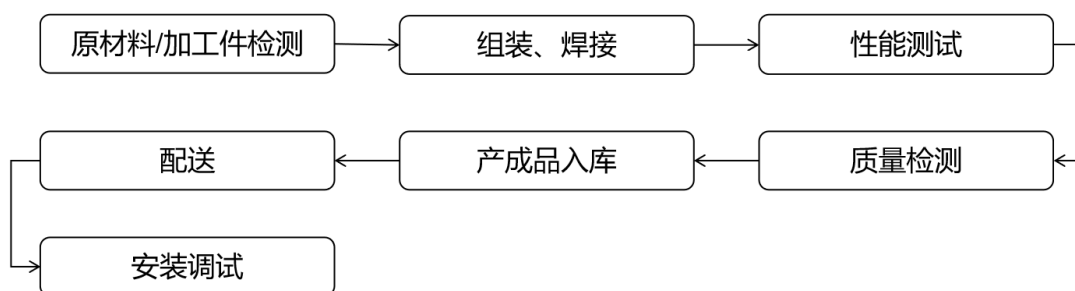 原材料/加工件检测
组装、焊接
性能测试
质量检测
产成品入库
配送
安装调试